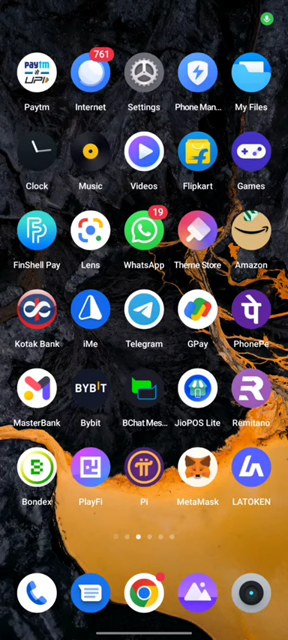 Paytm
UPI
761
Paytm
Internet
Settings
Phone Man...
My Files
Clock
Music
Videos
Flipkart
Games
19
FinShell Pay
Lens
WhatsApp
Theme Store
Amazon
Kotak Bank
iMe
Telegram
GPay
PhonePe
BYBIT
MasterBank
Bybit
BChat Mes...
JioPOS Lite
Remitano
Bondex
PlayFi
Pi
MetaMask
LATOKEN